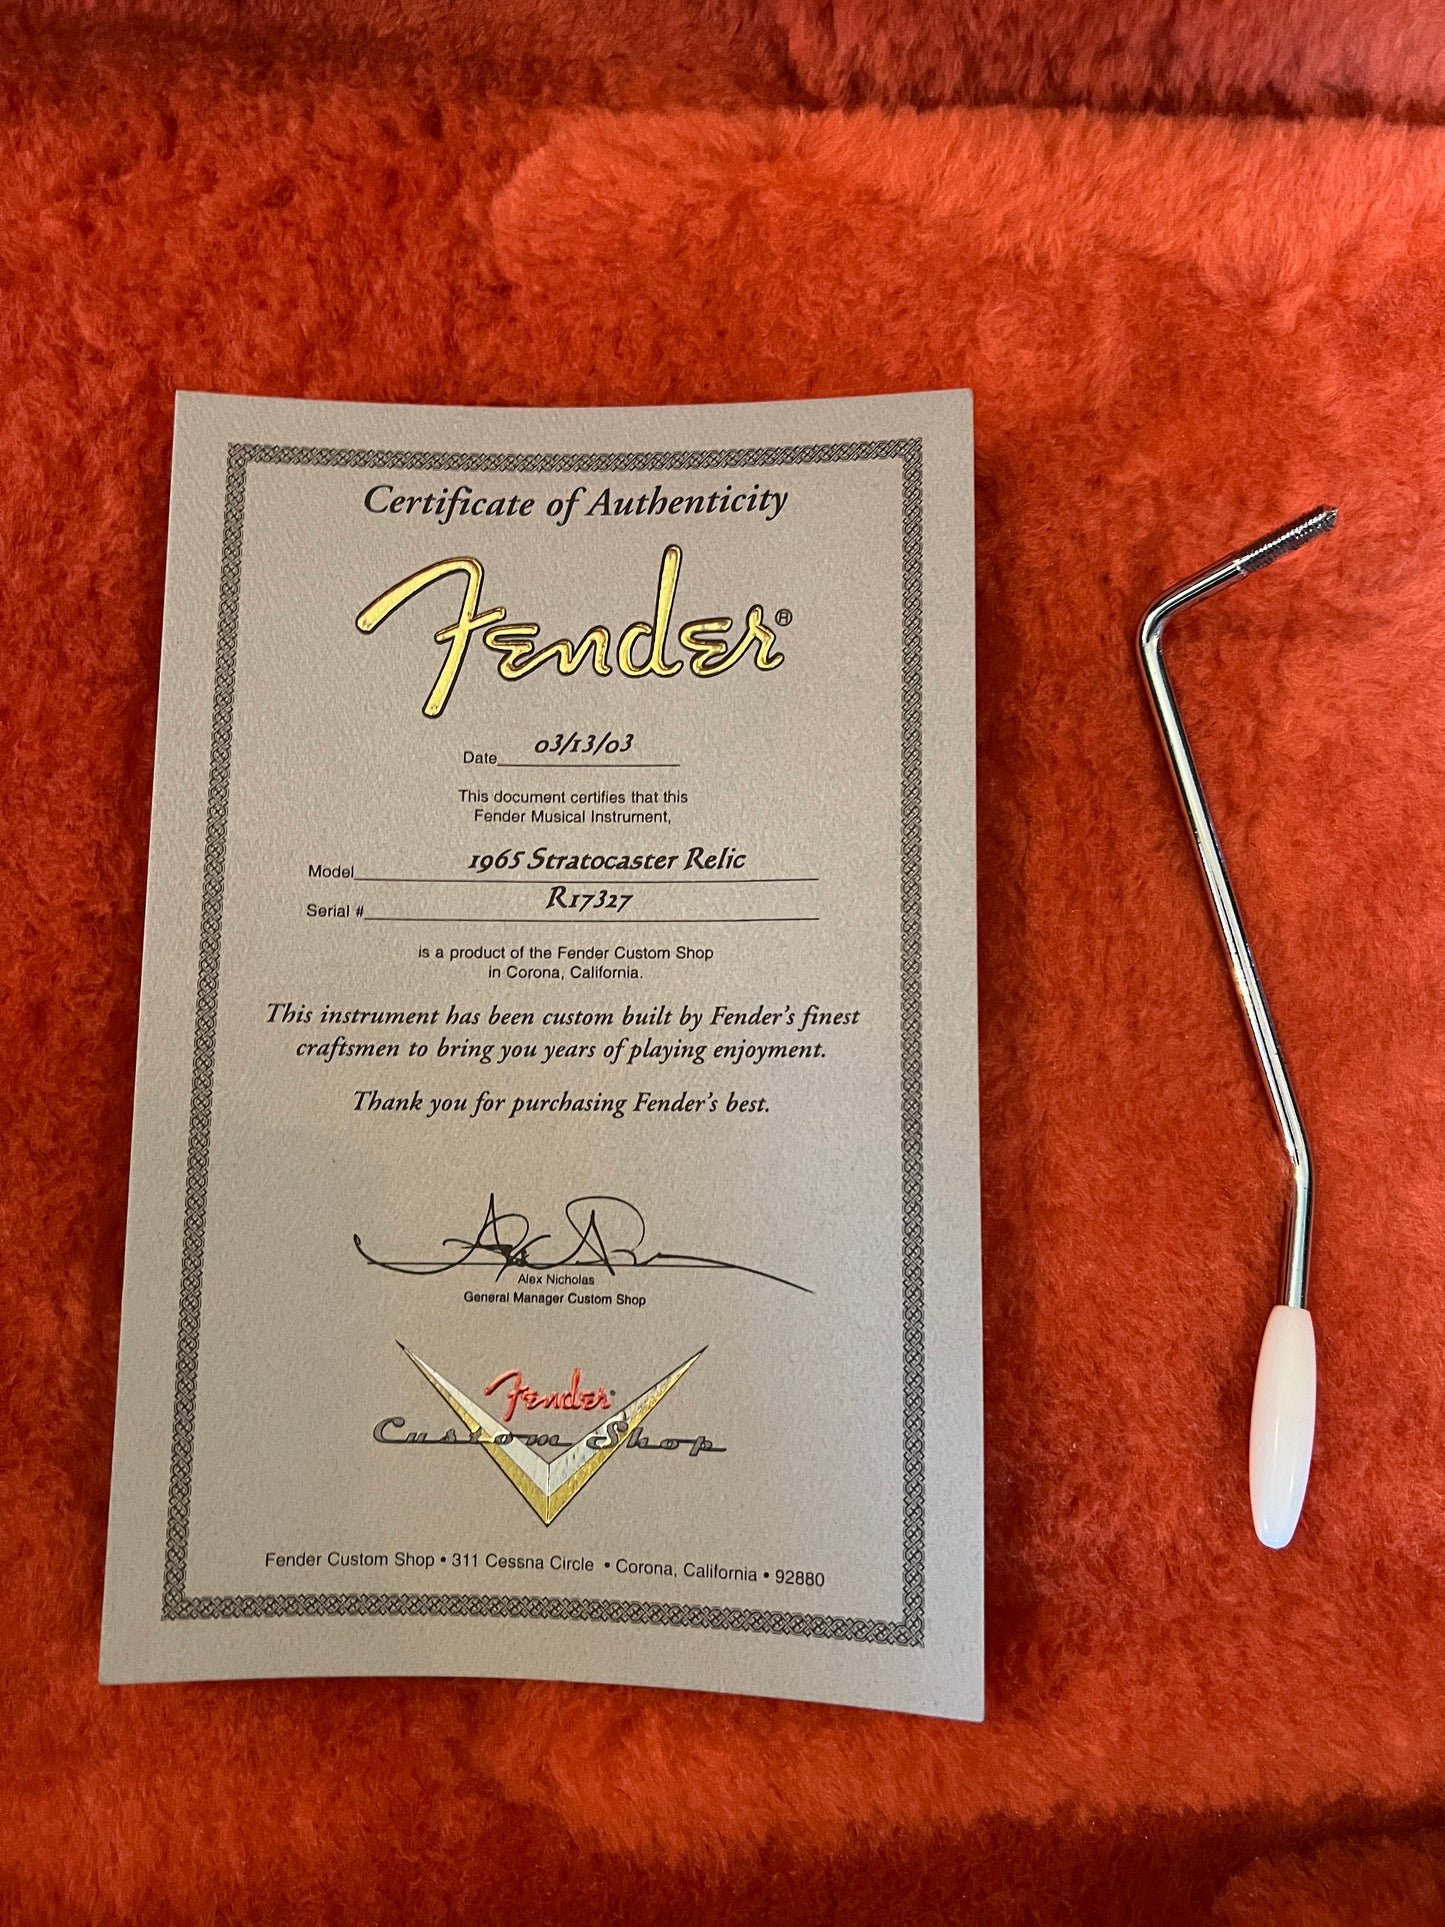 Certificate of Authenticity
Fender®
Date 03/13/03
This document certifies that this
Fender Musical Instrument,
Model 1965 Stratocaster Relic
Serial # R17327
is a product of the Fender Custom Shop
in Corona, California.
This instrument has been custom built by Fender's finest
craftsmen to bring you years of playing enjoyment.
Thank you for purchasing Fender's best.
Alex Nicholas
General Manager Custom Shop
Fender
Custom Shop
Fender Custom Shop • 311 Cessna Circle • Corona, California • 92880